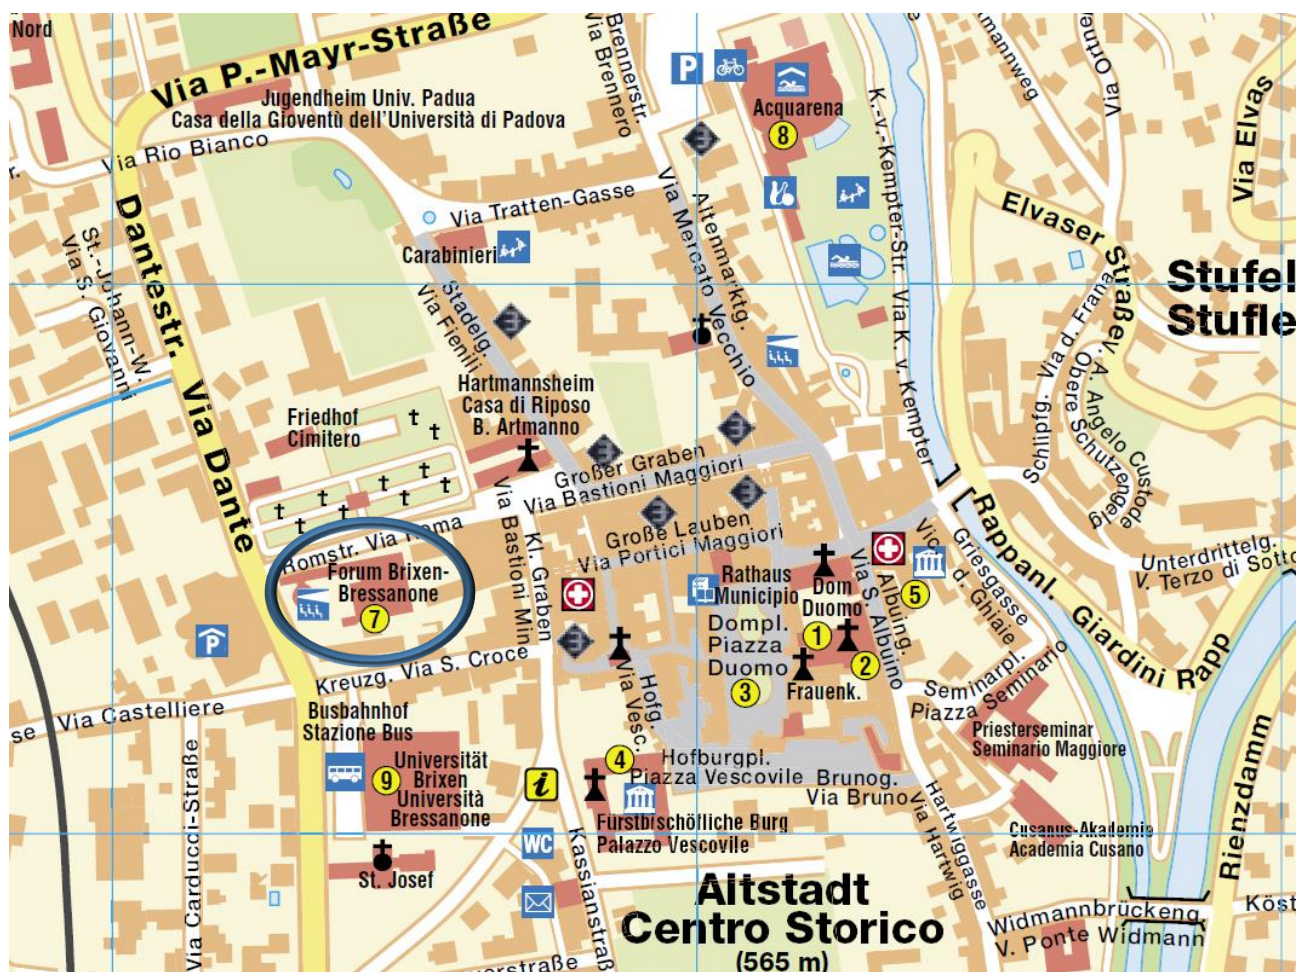 Nord
Via P.-Mayr-Straße
Jugendheim Univ. Padua
Casa della Gioventù dell'Università di Padova
Via Rio Bianco
Brennerstr.
Via Brennero
P
Acquarena
8
K.-v.-Kempter-Str. Via K. v. Kempter
Via Elvas
Elvaser Straße
Stufel
Stufle
Via Tratten-Gasse
Carabinieri
Dantestr. Via Dante
St.-Johann-W.
Via S. Giovanni
Stadelg.
Via Fienili
Altenmarktg.
Via Mercato Vecchio
3
3
3
3
3
3
3
Hartmannsheim
Casa di Riposo
B. Artmanno
Friedhof
Cimitero
Schlipfg. Via d. Frana
Obere Schutzengelg.
V. A. Angelo Custode
Großer Graben
Via Bastioni Maggiori
Große Lauben
Via Portici Maggiori
Romstr. Via Roma
Forum Brixen-
Bressanone
7
Via Bastioni Min.
Kl. Graben
Rathaus
Municipio
Dom
Duomo
1
2
Dompl.
Piazza
Duomo
3
Frauenk.
Via S. Albuino
Albuing.
5
Vic. d. Ghiaie
Griesgasse
Rappanl. Giardini Rapp
Unterdrittelg.
V. Terzo di Sotto
P
Kreuzg. Via S. Croce
Via Castelliere
Busbahnhof
Stazione Bus
9
Universität
Brixen
Università
Bressanone
Hofg.
Via Vesc.
4
Hofburgpl.
Piazza Vescovile
Brunog.
Via Bruno
Seminarpl.
Piazza Seminario
Priesterseminar
Seminario Maggiore
i
Fürstbischöfliche Burg
Palazzo Vescovile
Hartwiggasse
Via Hartwig
Cusanus-Akademie
Academia Cusano
Rienzdamm
WC
St. Josef
Via Carducci-Straße
Altstadt
Centro Storico
(565 m)
Widmannbrückeng.
V. Ponte Widmann